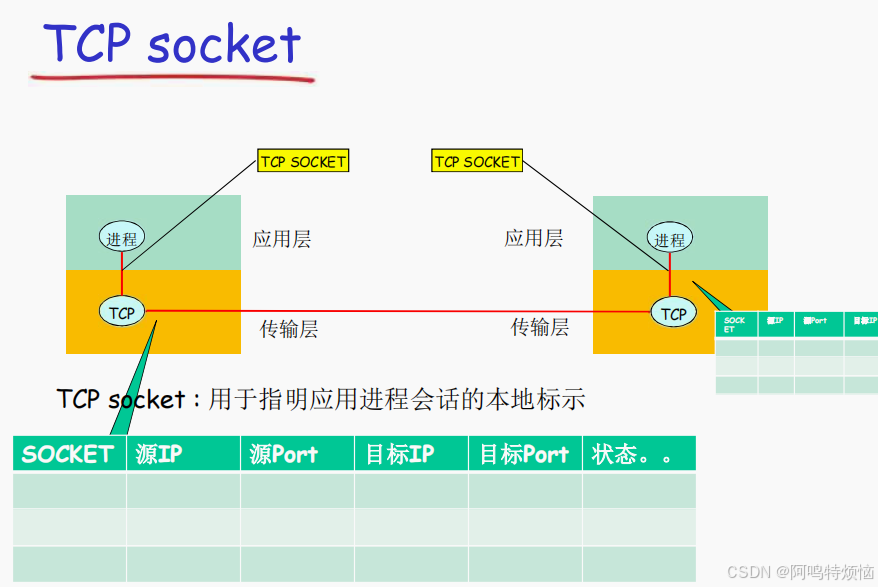 TCP socket
TCP SOCKET
TCP SOCKET
进程
应用层
应用层
进程
TCP
传输层
传输层
TCP
SOCK
ET
源IP
源Port
目标IP
TCP socket : 用于指明应用进程会话的本地标示
SOCKET 源IP 源Port 目标IP 目标Port 状态。。
CSDN @阿鸣特烦恼